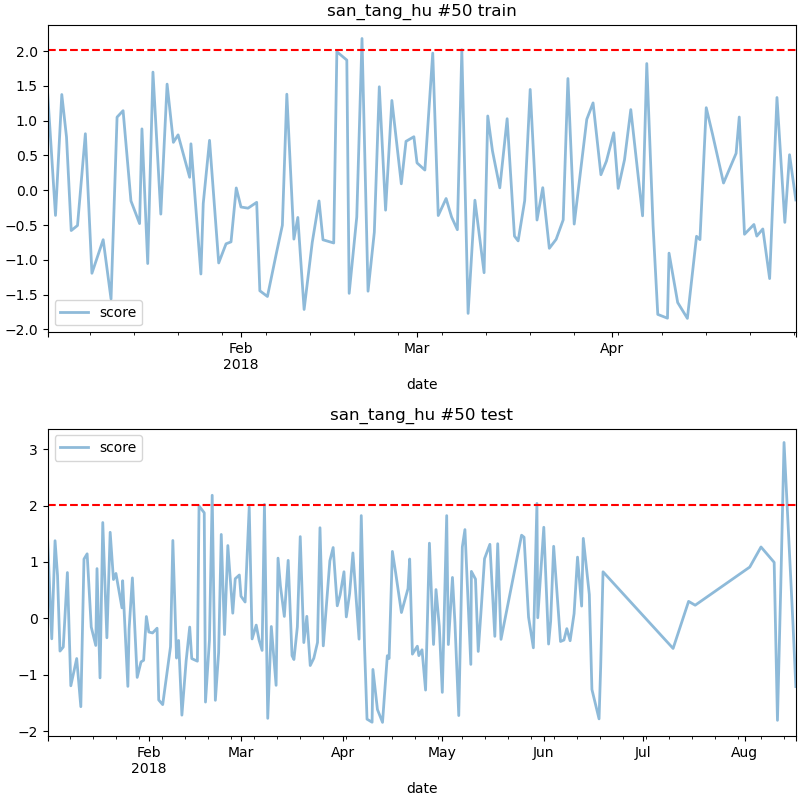 san_tang_hu #50 train
2.0
1.5
1.0
0.5
0.0
−0.5
−1.0
−1.5
−2.0
score
Feb
2018
Mar
Apr
date
san_tang_hu #50 test
3
2
1
0
−1
−2
score
Feb
2018
Mar
Apr
May
Jun
Jul
Aug
date